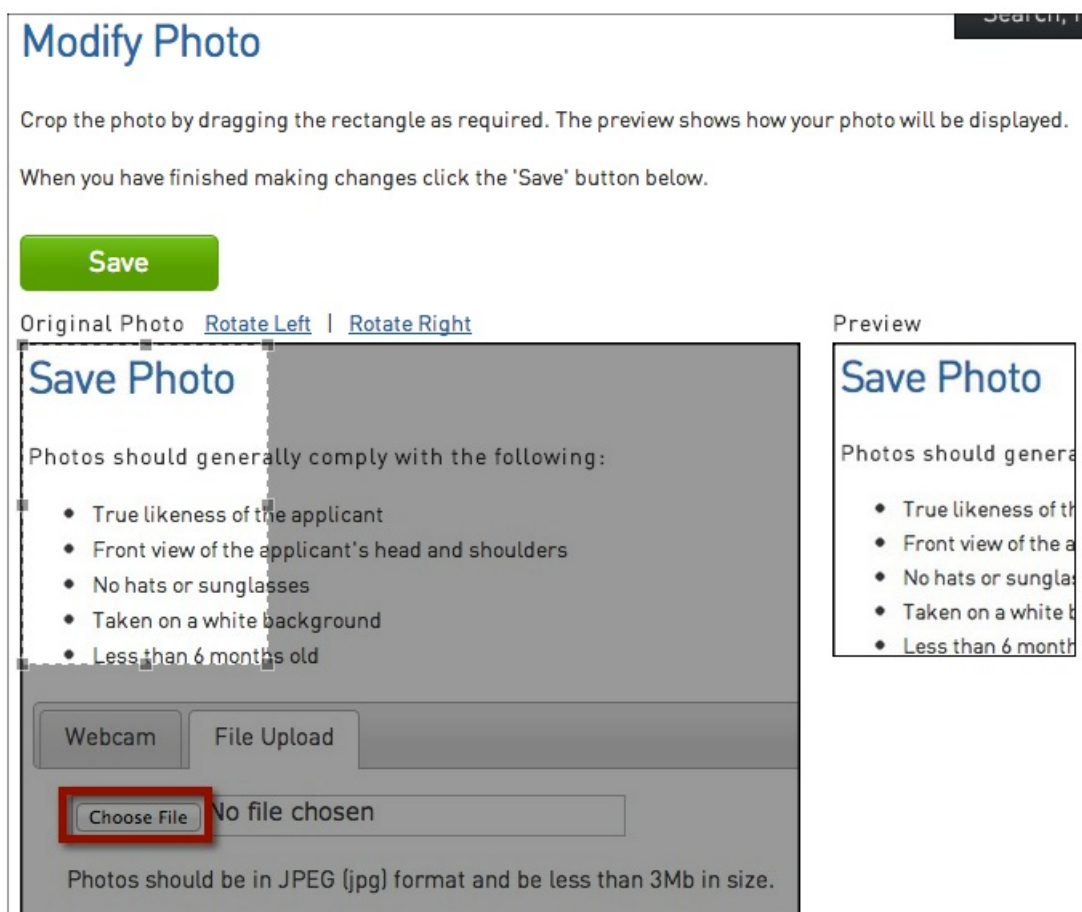 Search,
Modify Photo
Crop the photo by dragging the rectangle as required. The preview shows how your photo will be displayed.
When you have finished making changes click the 'Save' button below.
Save
Original Photo Rotate Left | Rotate Right
Preview
Save Photo
Photos should generally comply with the following:
• True likeness of the applicant
• Front view of the applicant's head and shoulders
• No hats or sunglasses
• Taken on a white background
• Less than 6 months old
Webcam File Upload
Choose File No file chosen
Photos should be in JPEG (jpg) format and be less than 3Mb in size.
Save Photo
Photos should genera
• True likeness of th
• Front view of the a
• No hats or sungla
• Taken on a white
• Less than 6 month